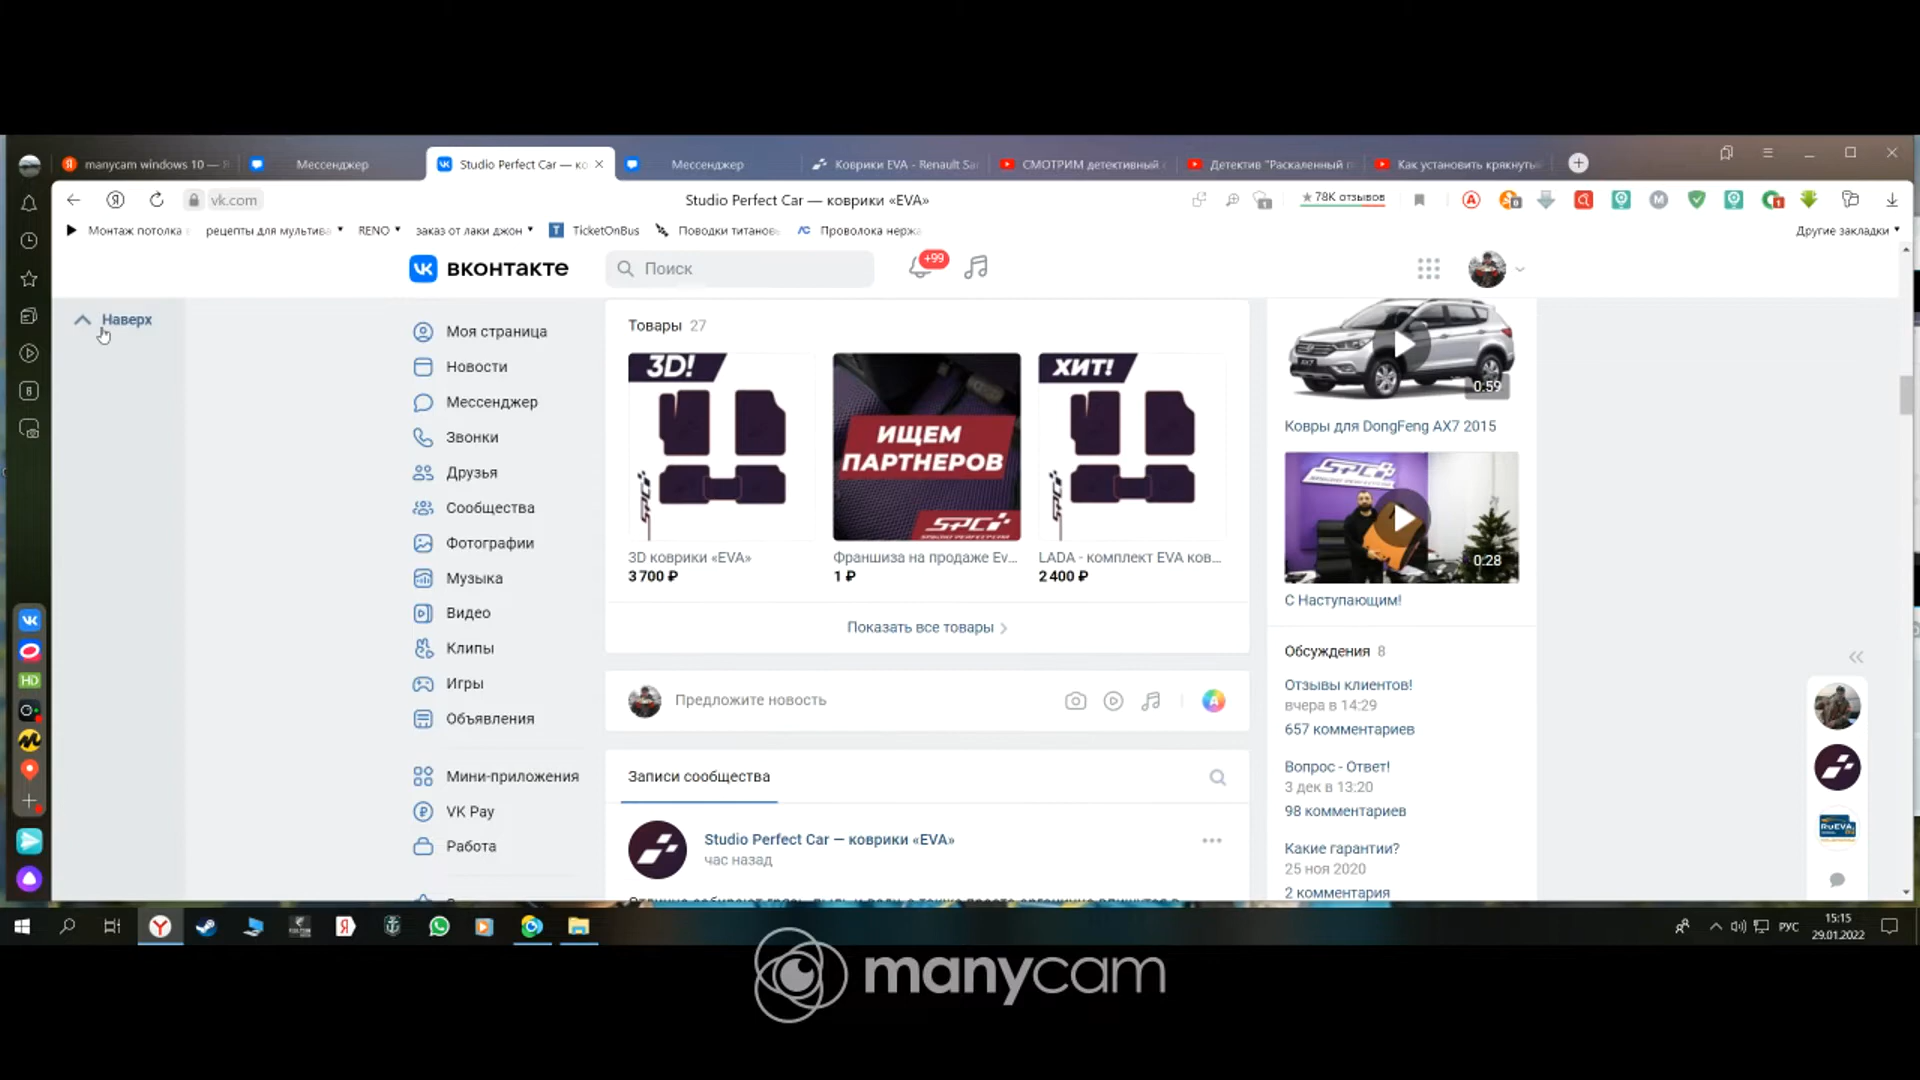 manycam windows 10 — Я
Мессенджер
Studio Perfect Car — ко
Мессенджер
Коврики EVA - Renault Sa
СМОТРИМ детективный
Детектив "Раскаленный п
Как установить крякнуть
vk.com
Studio Perfect Car — коврики «EVA»
★ 78K отзывов
Монтаж потолка
рецепты для мультива
RENO
заказ от лаки джон
TicketOnBus
Поводки титанов
Проволока нержа
Другие закладки
вконтакте
Поиск
+99
Наверх
Моя страница
Новости
Мессенджер
Звонки
Друзья
Сообщества
Фотографии
Музыка
Видео
Клипы
Игры
Объявления
Мини-приложения
VK Pay
Работа
Товары 27
3D!
ИЩЕМ
ПАРТНЕРОВ
SPC
ХИТ!
3D коврики «EVA»
3 700 ₽
Франшиза на продаже Ev...
1 ₽
LADA - комплект EVA ков...
2 400 ₽
Показать все товары
Предложите новость
Записи сообщества
Studio Perfect Car — коврики «EVA»
час назад
0:59
Ковры для DongFeng AX7 2015
SPC
0:28
С Наступающим!
Обсуждения 8
Отзывы клиентов!
вчера в 14:29
657 комментариев
Вопрос - Ответ!
3 дек в 13:20
98 комментариев
Какие гарантии?
25 ноя 2020
2 комментария
RUEVA
HD
РУС
15:15
29.01.2022
manycam